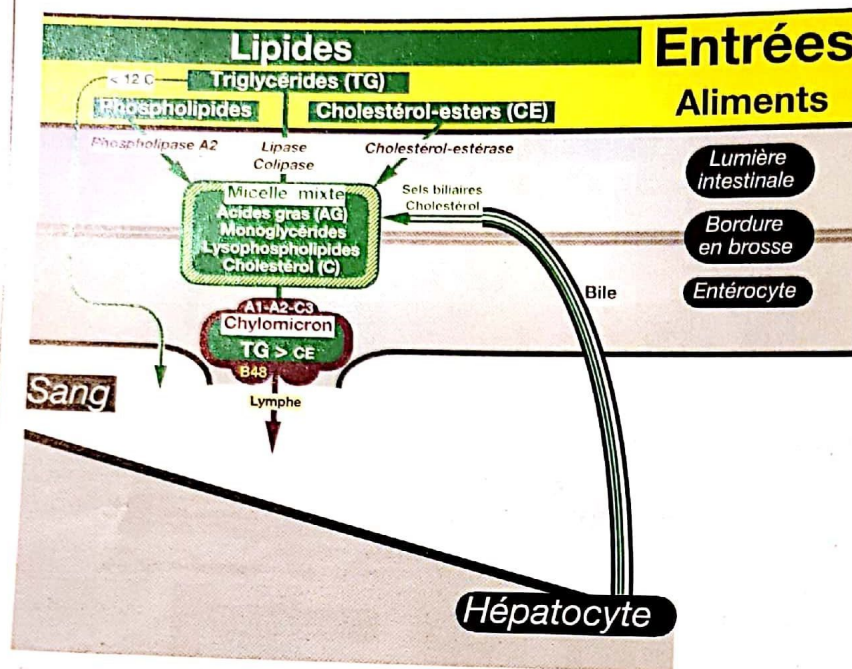 Lipides
Entrées
Aliments
< 12 C
Triglycérides (TG)
Phospholipides
Cholestérol-esters (CE)
Phospholipase A2
Lipase
Colipase
Cholestérol-estérase
Lumière
intestinale
Micelle mixte
Acides gras (AG)
Monoglycérides
Lysophospholipides
Cholestérol (C)
Sels biliaires
Cholestérol
Bordure
en brosse
Bile
Entérocyte
A1-A2-C3
Chylomicron
TG > CE
B48
Sang
Lymphe
Hépatocyte